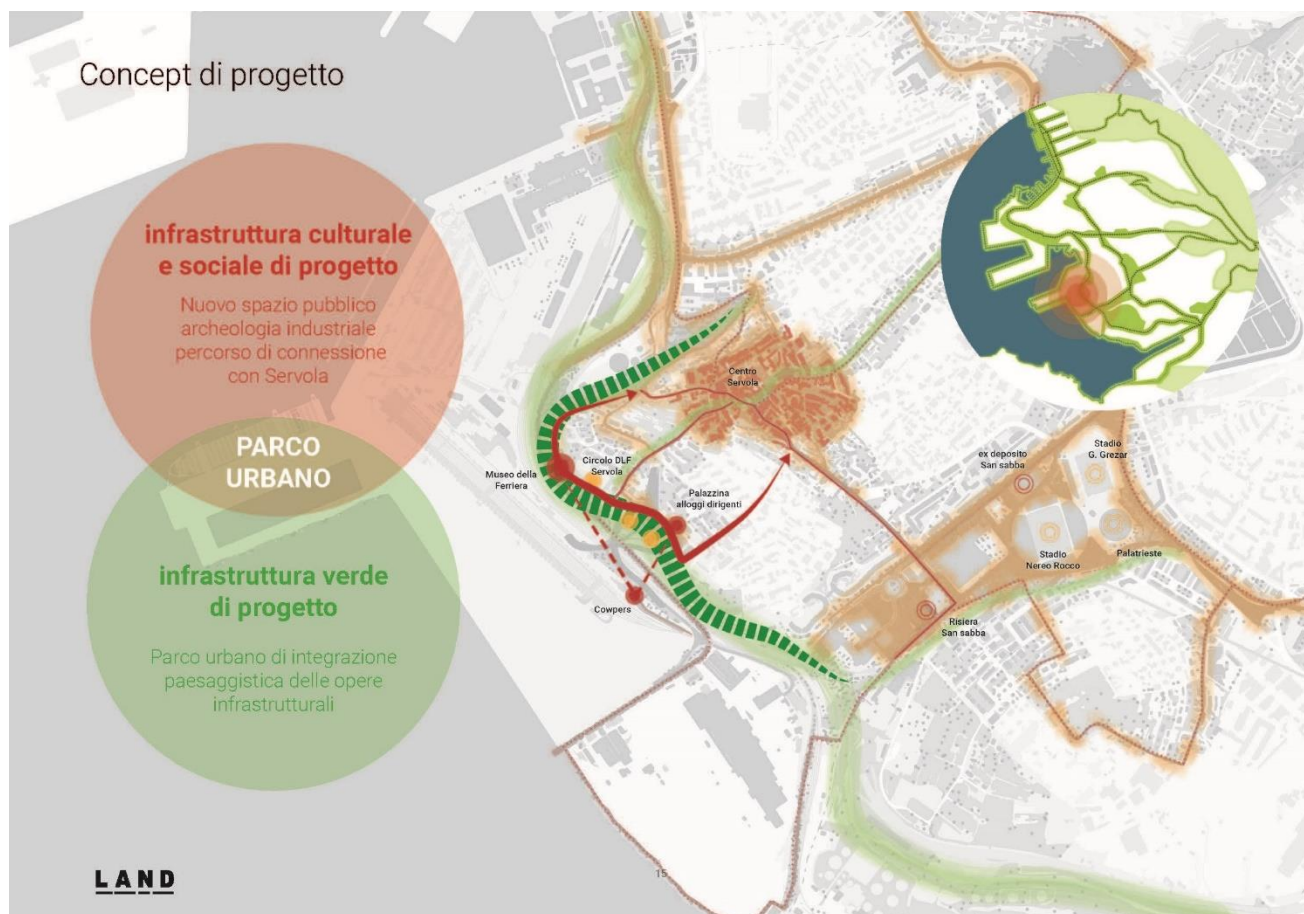 Concept di progetto
infrastruttura culturale
e sociale di progetto
Nuovo spazio pubblico
archeologia industriale
percorso di connessione
con Servola
PARCO
URBANO
infrastruttura verde
di progetto
Parco urbano di integrazione
paesaggistica delle opere
infrastrutturali
Centro
Servola
Museo della
Ferriera
Circolo DLF
Servola
Palazzina
alloggi dirigenti
Cowpers
ex deposito
San sabba
Stadio
G. Grezar
Stadio
Nereo Rocco
Palatrieste
Risiera
San sabba
LAND
15